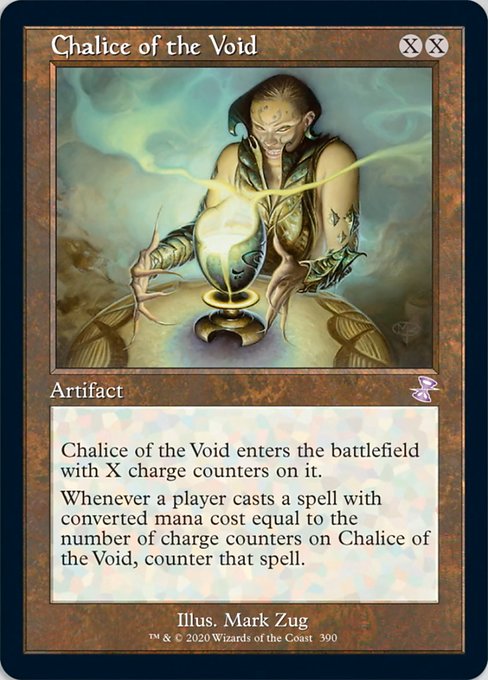 Chalice of the Void X X
Artifact
Chalice of the Void enters the battlefield
with X charge counters on it.
Whenever a player casts a spell with
converted mana cost equal to the
number of charge counters on Chalice of
the Void, counter that spell.
Illus. Mark Zug
™ & © 2020 Wizards of the Coast 390